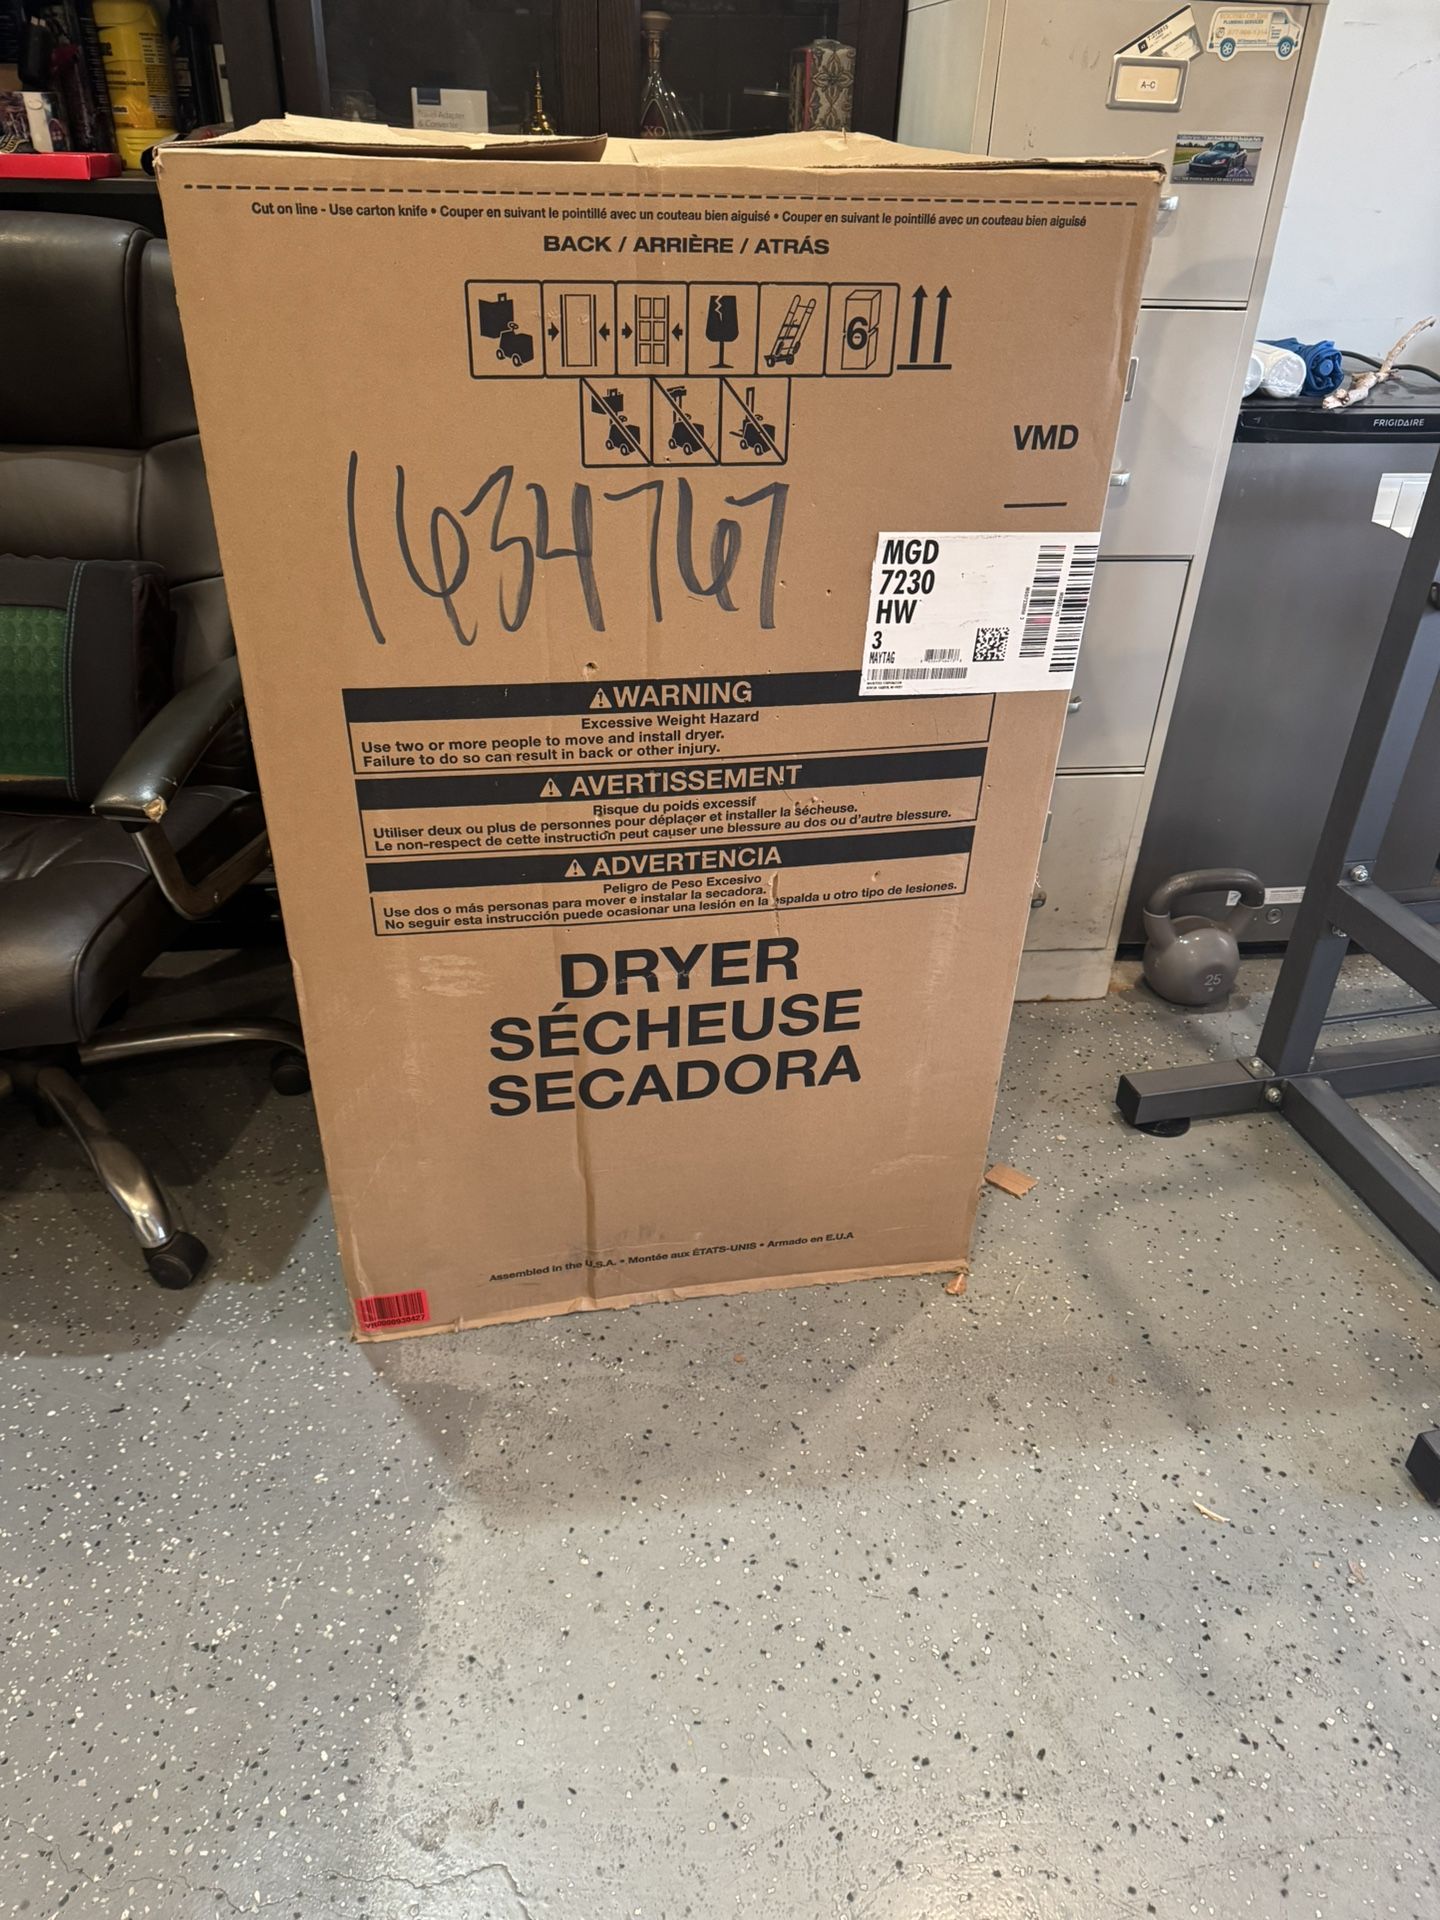 Cut on line - Use carton knife • Couper en suivant le pointillé avec un couteau bien aiguisé • Couper en suivant le pointillé avec un couteau bien aiguisé
BACK / ARRIÈRE / ATRÁS
6
VMD
1634767
MGD
7230
HW
3
MAYTAG
WARNING
Excessive Weight Hazard
Use two or more people to move and install dryer.
Failure to do so can result in back or other injury.
AVERTISSEMENT
Risque du poids excessif
Utiliser deux ou plus de personnes pour déplacer et installer la sécheuse.
Le non-respect de cette instruction peut causer une blessure au dos ou d'autre blessure.
ADVERTENCIA
Peligro de Peso Excesivo
Use dos o más personas para mover e instalar la secadora.
No seguir esta instrucción puede ocasionar una lesión en la espalda u otro tipo de lesiones.
DRYER
SÉCHEUSE
SECADORA
Assembled in the U.S.A. • Montée aux ÉTATS-UNIS • Armado en E.U.A
Travel Adapter
& Converter
XO
A-C
PLUMBING SERVICES
FRIGIDAIRE
25